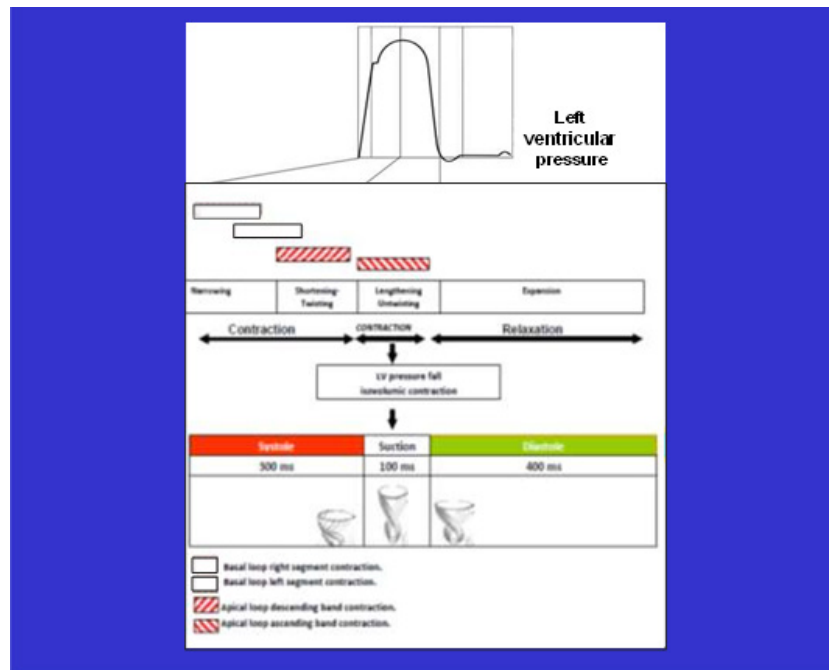 Left
ventricular
pressure
Narrowing
Shortening-
Twisting
Lengthening
Untwisting
Expansion
Contraction
CONTRACTION
Relaxation
LV pressure fall
isovolumic contraction
Systole
Suction
Diastole
300 ms
100 ms
400 ms
Basal loop right segment contraction.
Basal loop left segment contraction.
Apical loop descending band contraction.
Apical loop ascending band contraction.